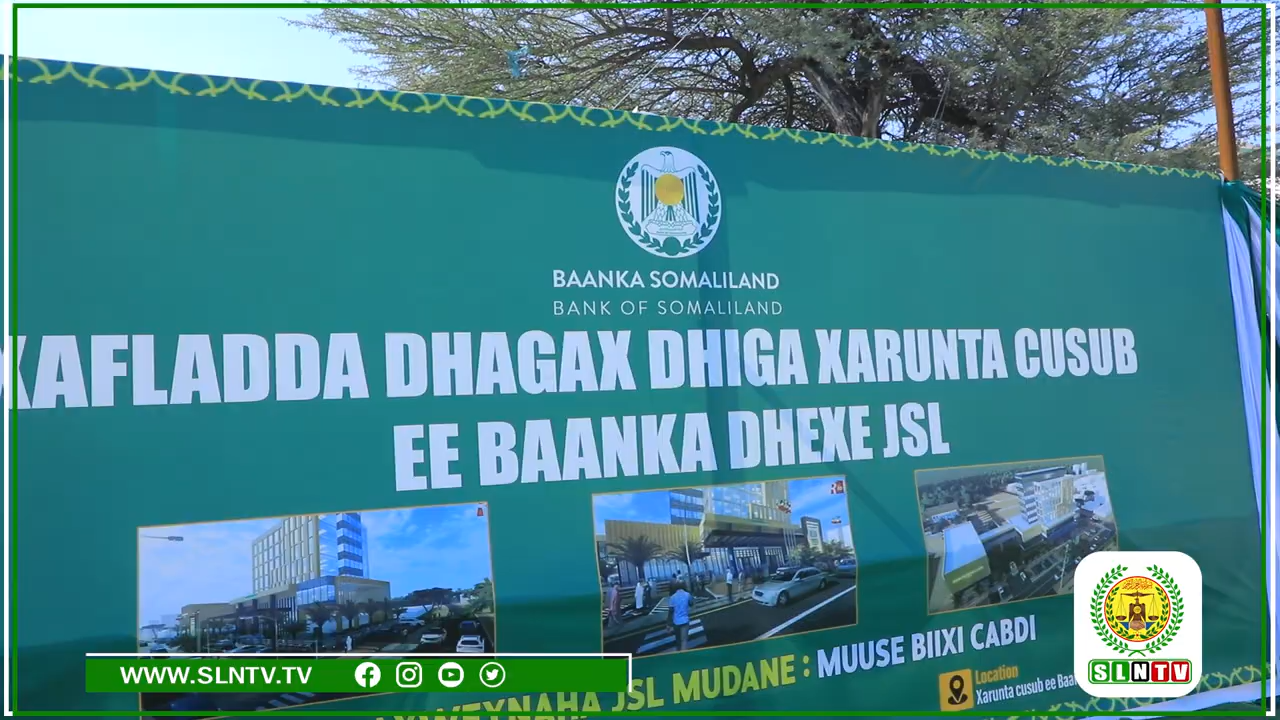 BAANKA SOMALILAND
BANK OF SOMALILAND
XAFLADDA DHAGAX DHIGA XARUNTA CUSUB
EE BAANKA DHEXE JSL
JSL MUDANE : MUUSE BIIXI CABDI
Location
Xarunta cusub ee
WWW.SLNTV.TV
SLNTV